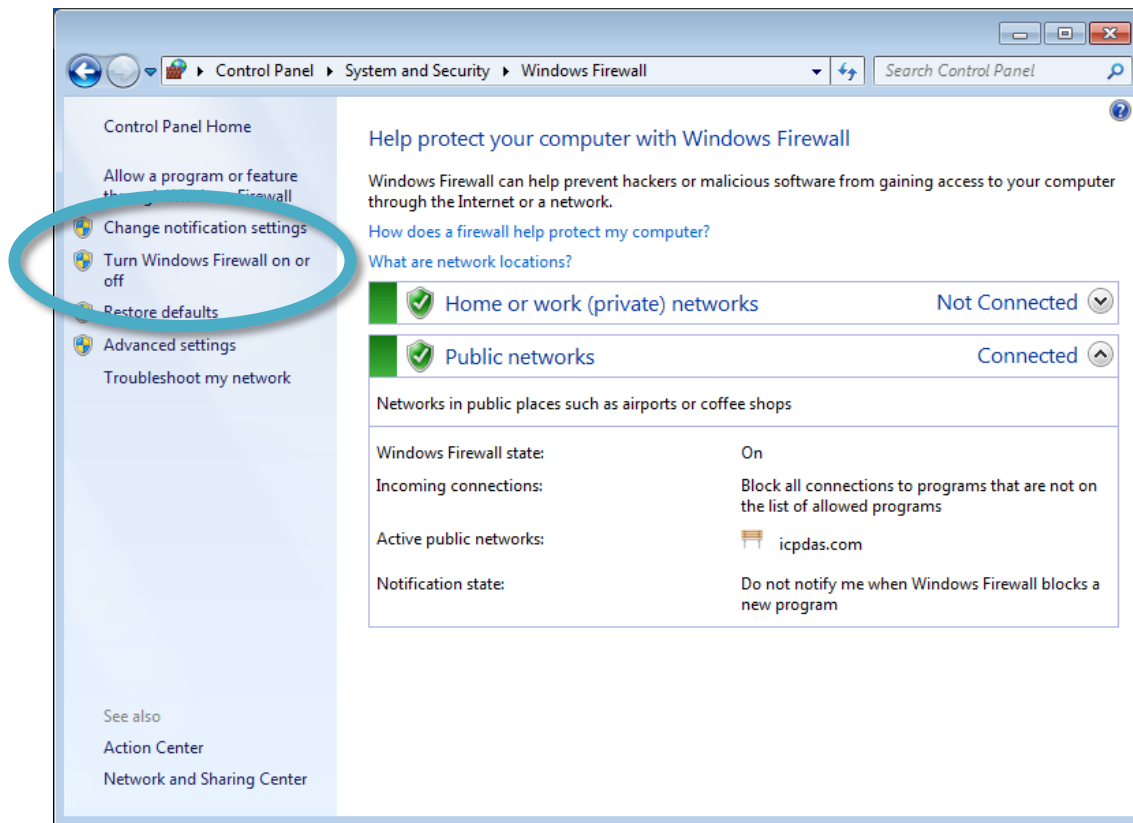 Control Panel System and Security Windows Firewall Search Control Panel
Control Panel Home
Allow a program or feature
through Windows Firewall
Change notification settings
Turn Windows Firewall on or
off
Restore defaults
Advanced settings
Troubleshoot my network
See also
Action Center
Network and Sharing Center
Help protect your computer with Windows Firewall
Windows Firewall can help prevent hackers or malicious software from gaining access to your computer
through the Internet or a network.
How does a firewall help protect my computer?
What are network locations?
Home or work (private) networks Not Connected
Public networks Connected
Networks in public places such as airports or coffee shops
Windows Firewall state: On
Incoming connections: Block all connections to programs that are not on
the list of allowed programs
Active public networks: icpdas.com
Notification state: Do not notify me when Windows Firewall blocks a
new program